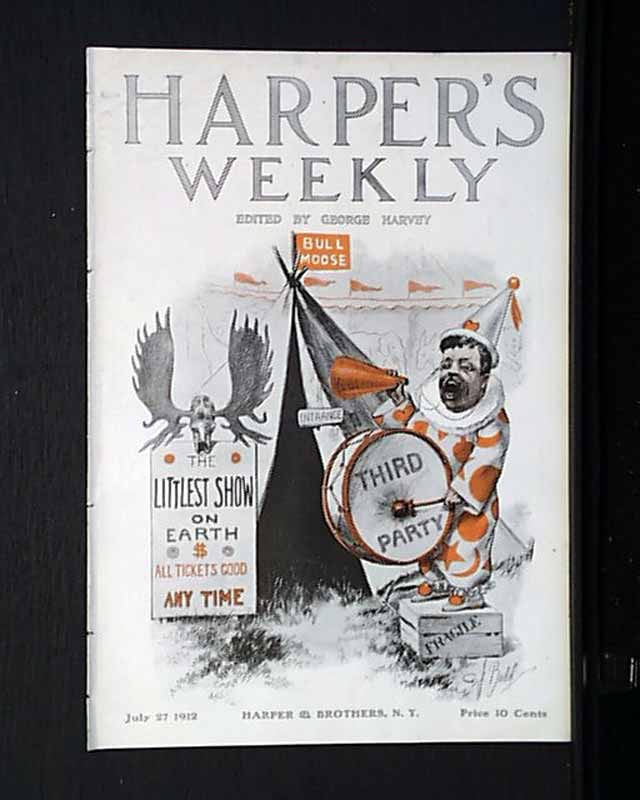 HARPER'S
WEEKLY
EDITED BY GEORGE HARVEY
BULL
MOOSE
ENTRANCE
THE
LITTLEST SHOW
ON
EARTH
$
ALL TICKETS GOOD
ANY TIME
THIRD
PARTY
FRAGILE
July 27 1912
HARPER & BROTHERS, N. Y.
Price 10 Cents